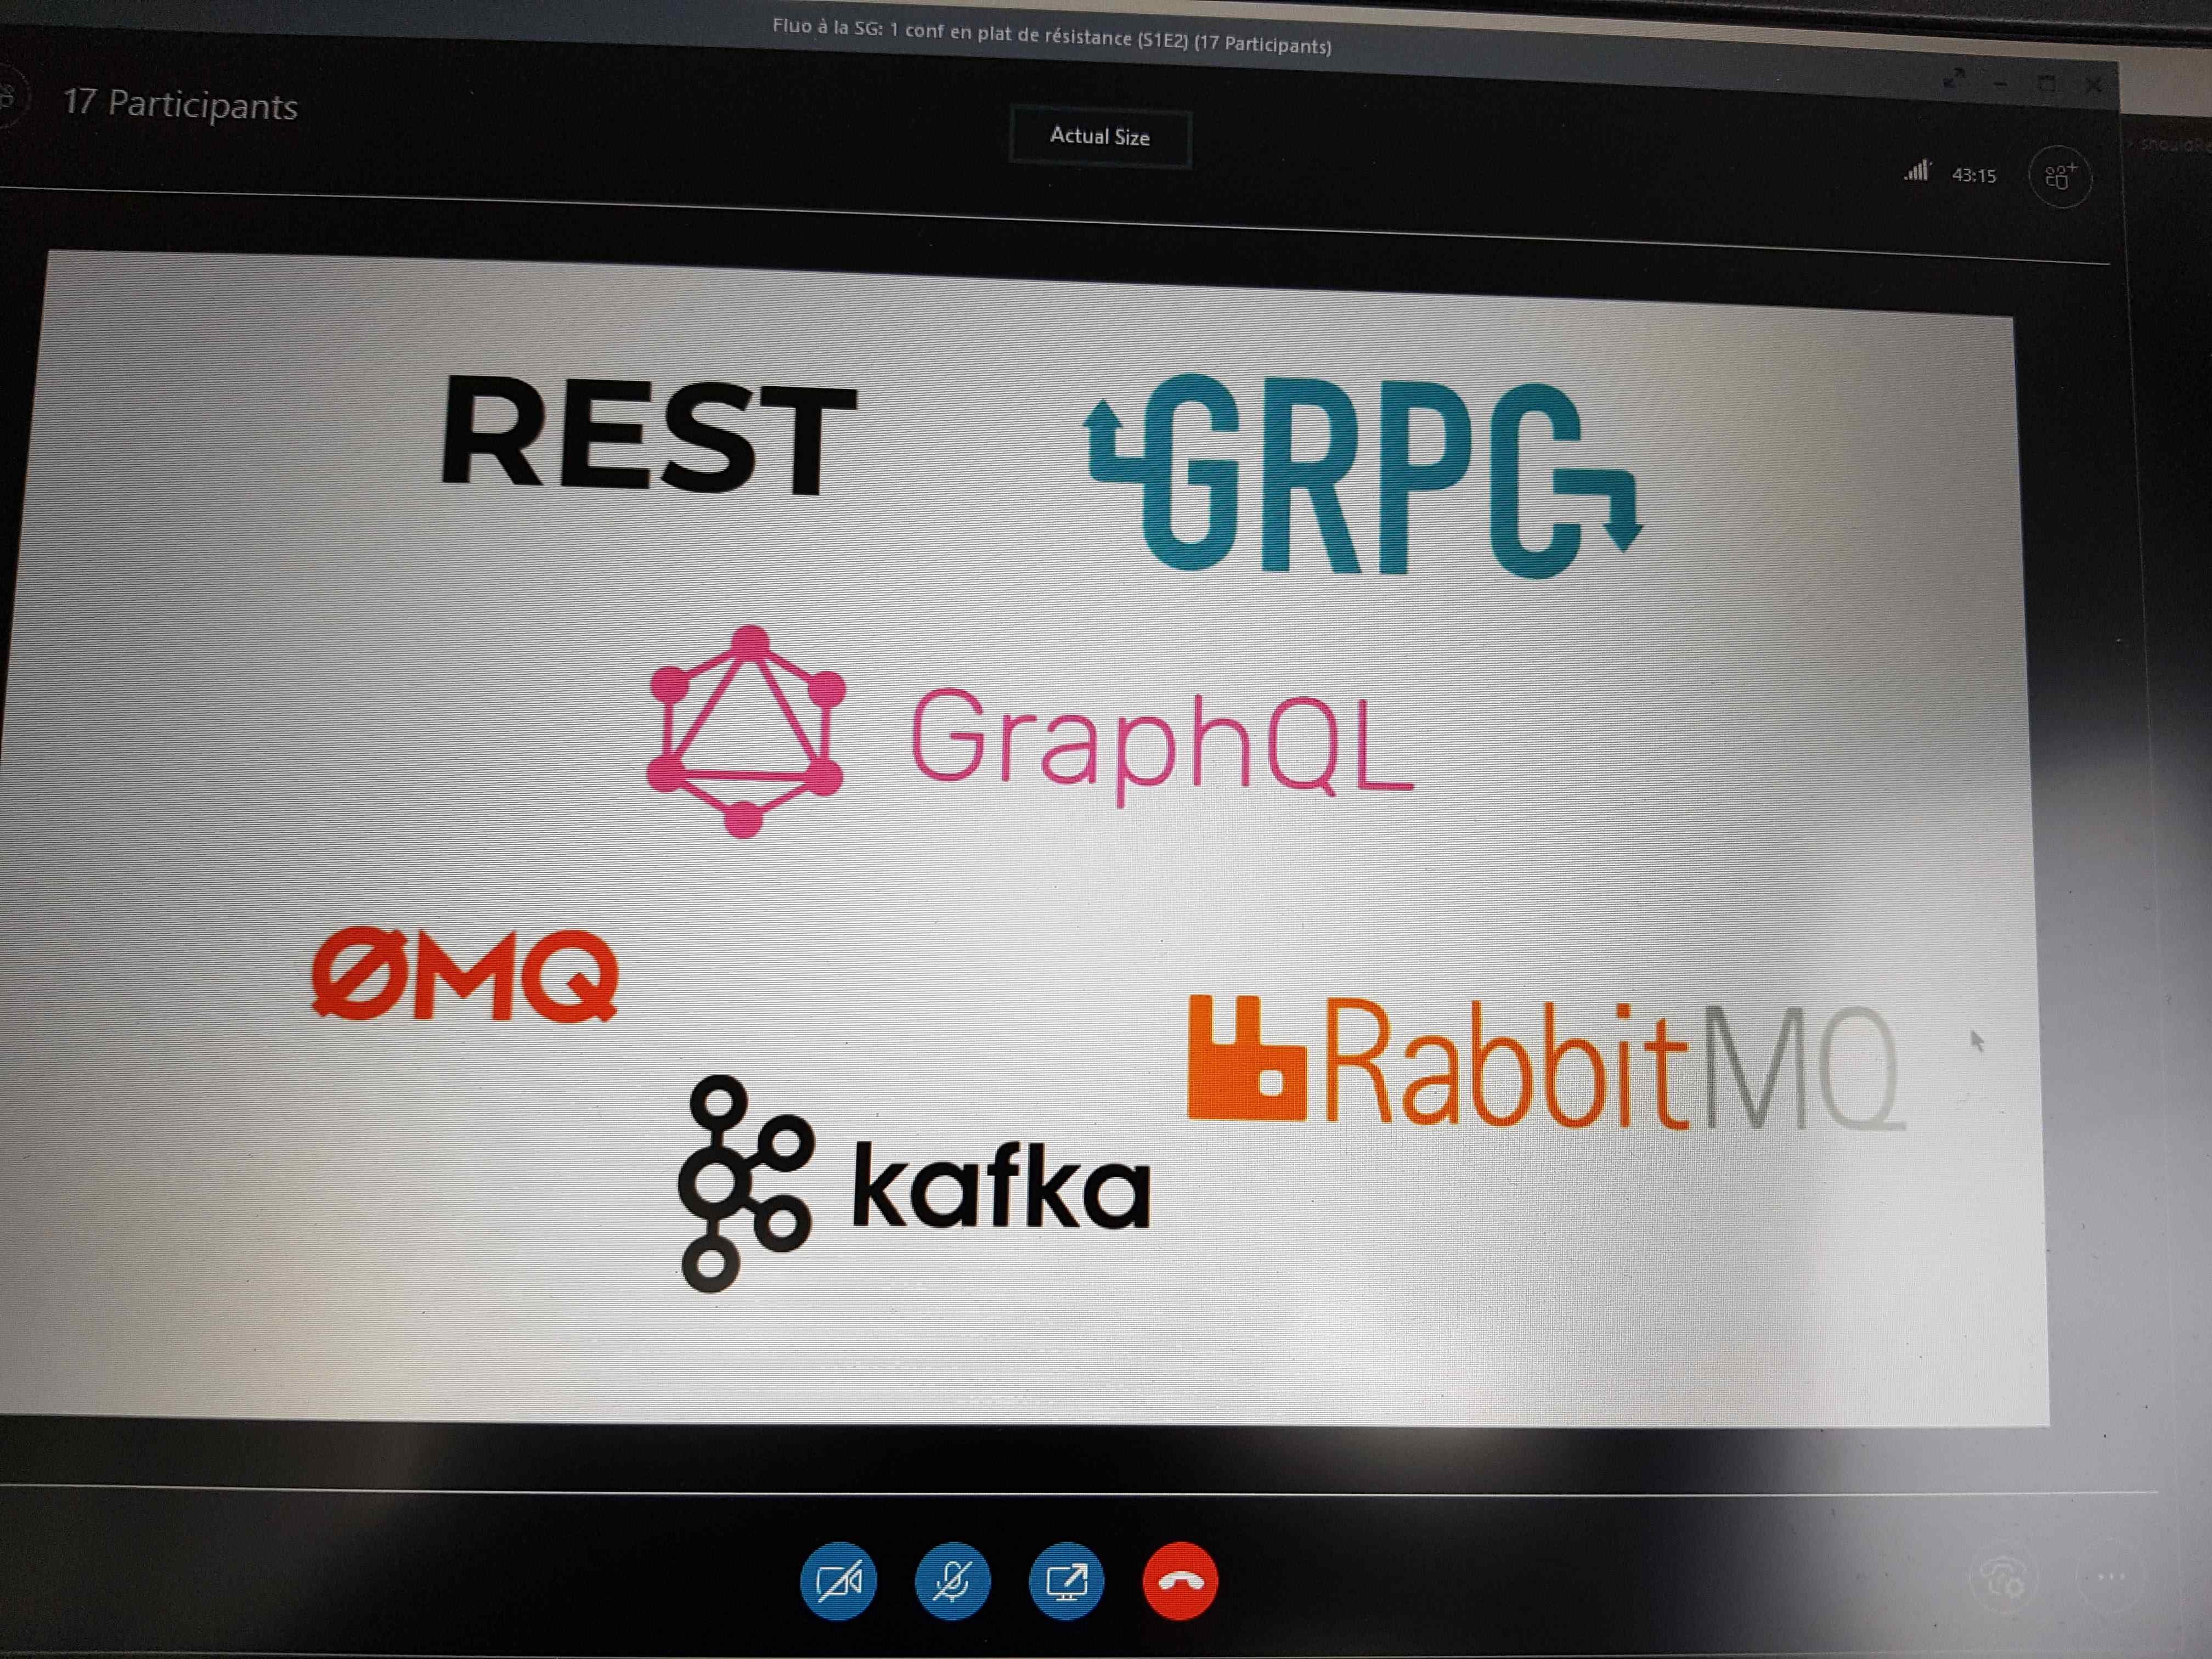 Fluo à la SG: 1 conf en plat de résistance (S1E2) (17 Participants)
17 Participants
Actual Size
43:15
REST
GRPC
GraphQL
ØMQ
RabbitMQ
kafka